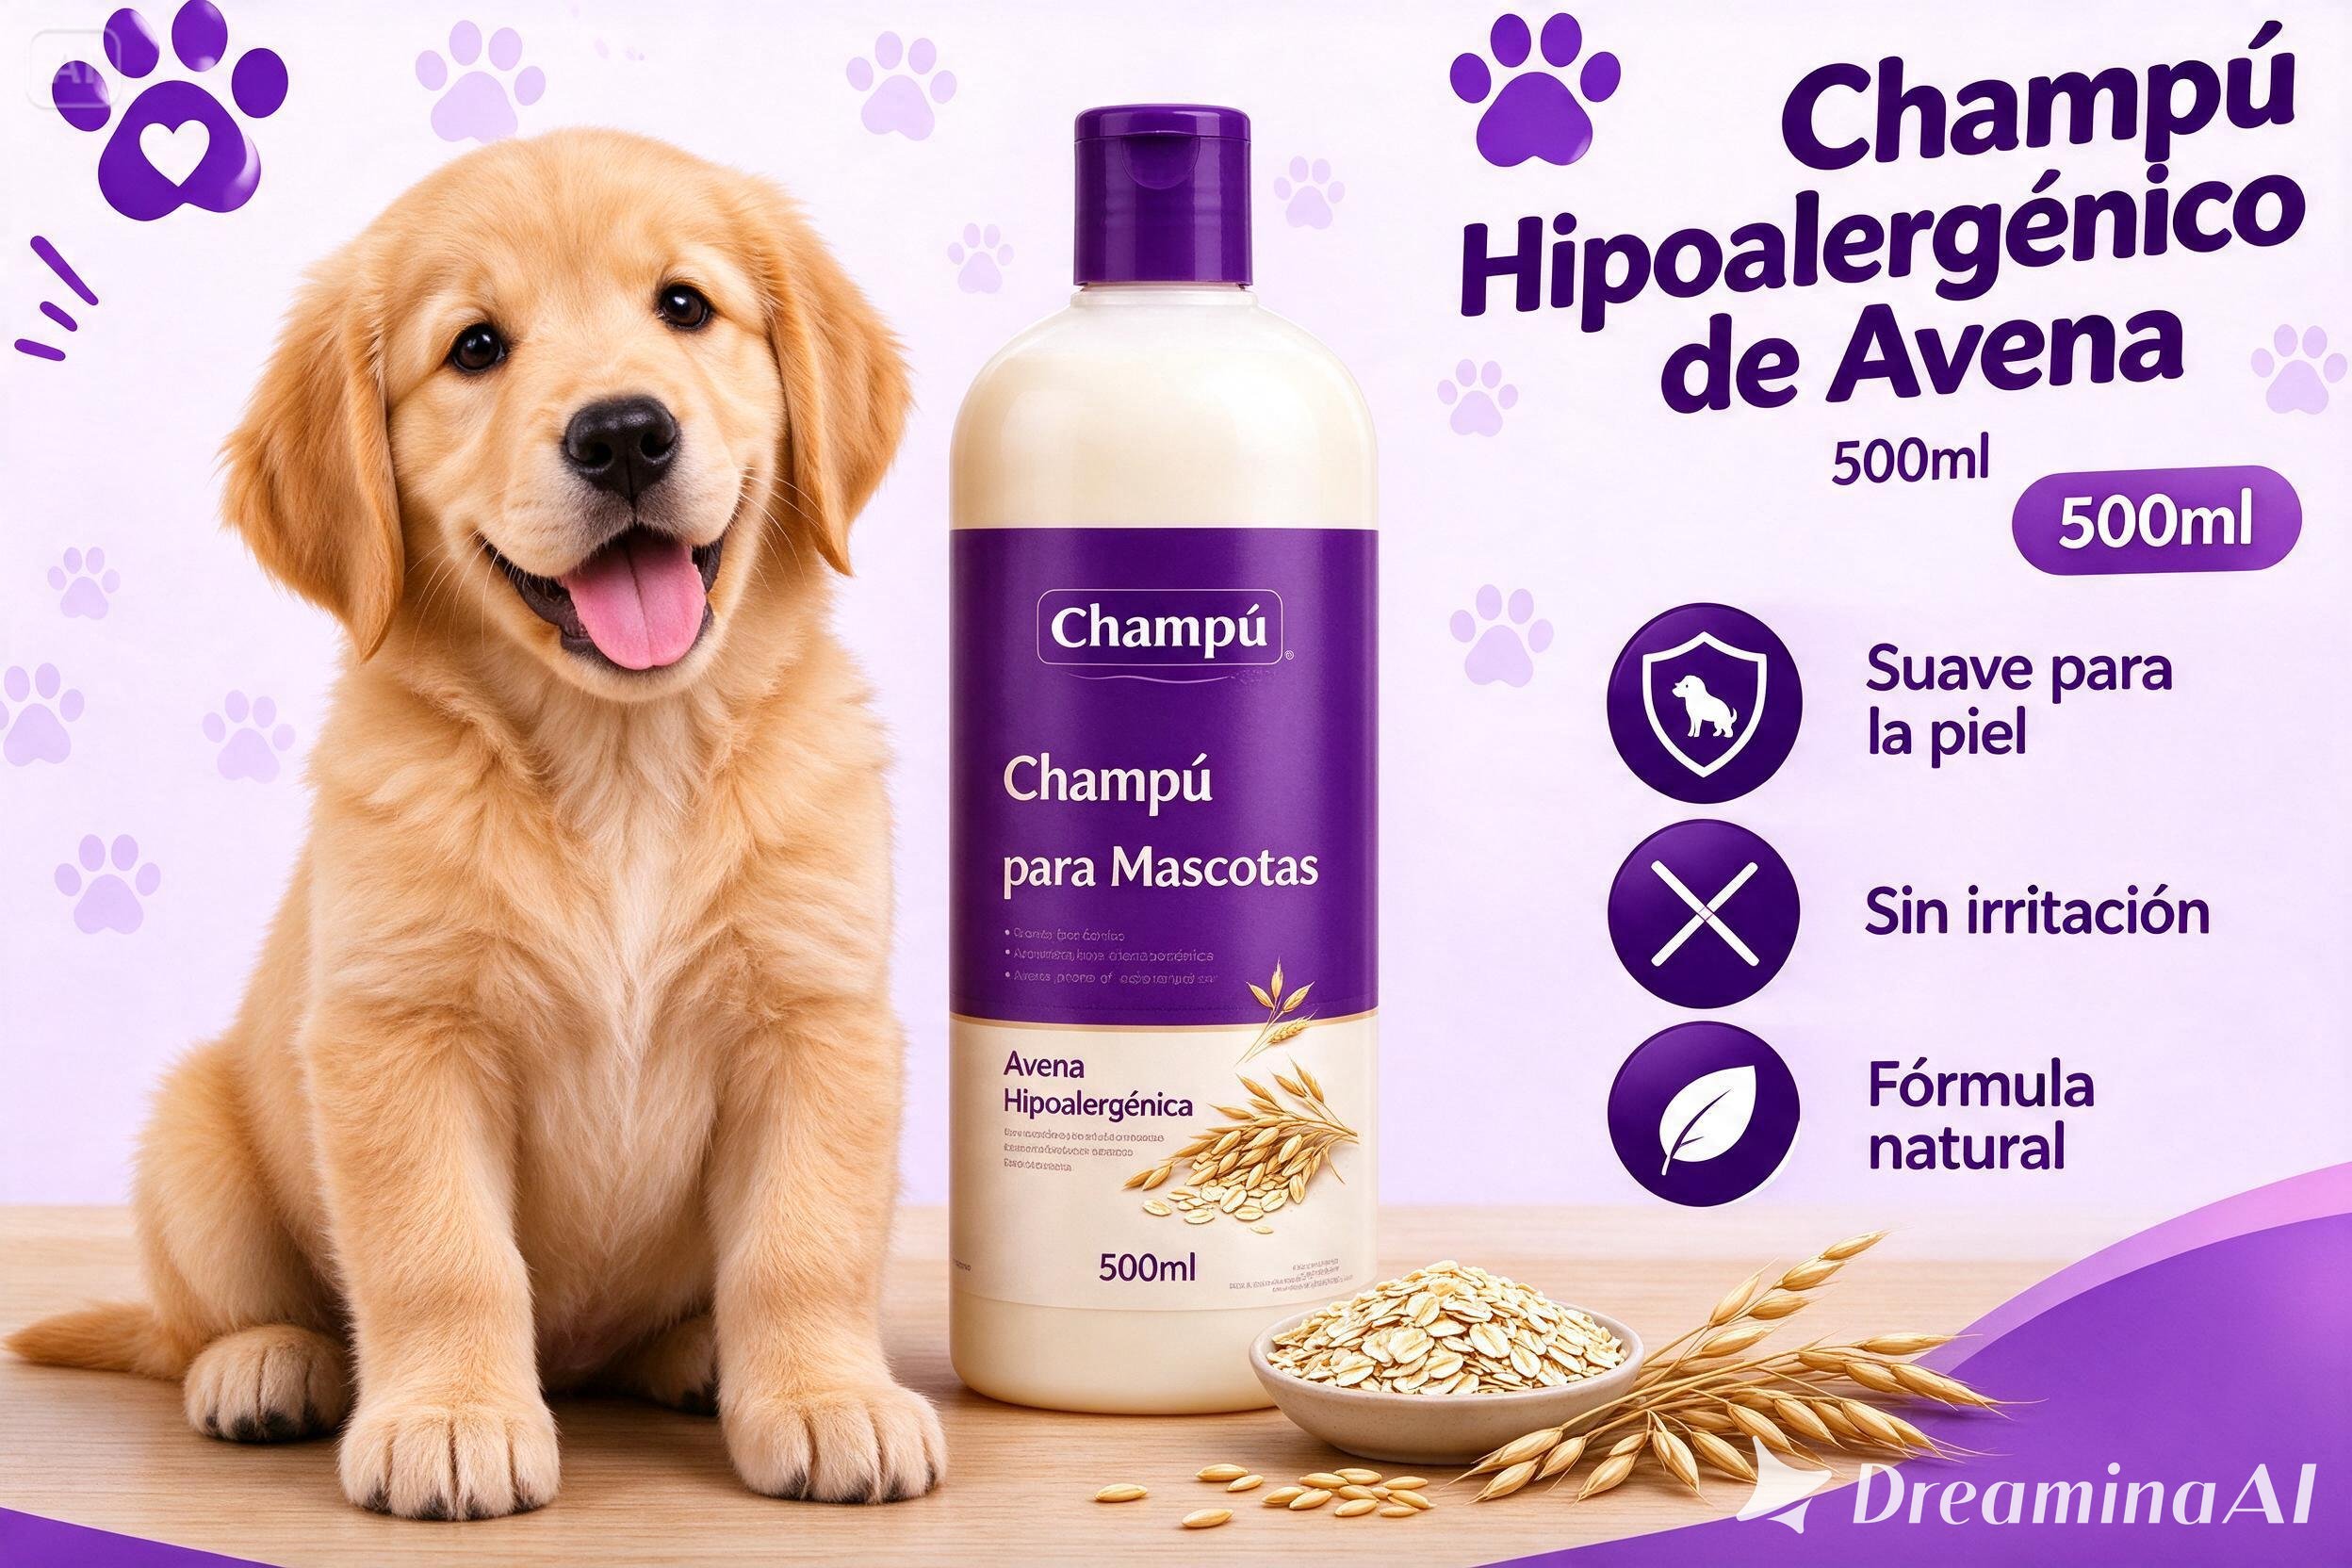 AI
Champú
Hipoalergénico
de Avena
500ml
500ml
Champú
Champú
para Mascotas
Avena
Hipoalergénica
500ml
Suave para
la piel
Sin irritación
Fórmula
natural
DreaminaAI